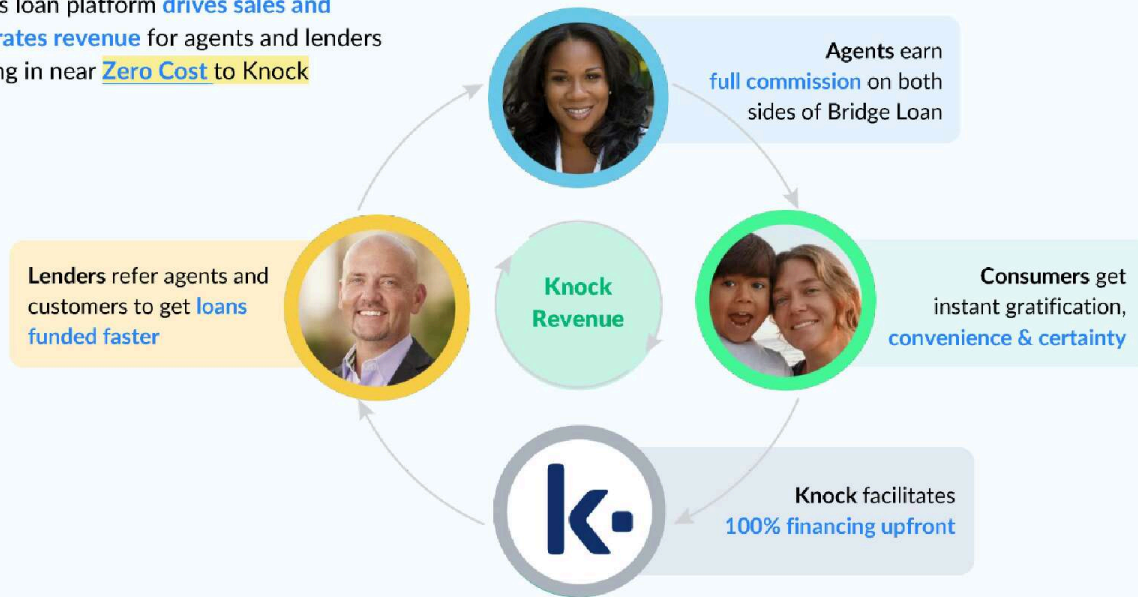 s loan platform drives sales and
rates revenue for agents and lenders
ng in near Zero Cost to Knock
Agents earn
full commission on both
sides of Bridge Loan
Lenders refer agents and
customers to get loans
funded faster
Knock
Revenue
Consumers get
instant gratification,
convenience & certainty
k.
Knock facilitates
100% financing upfront